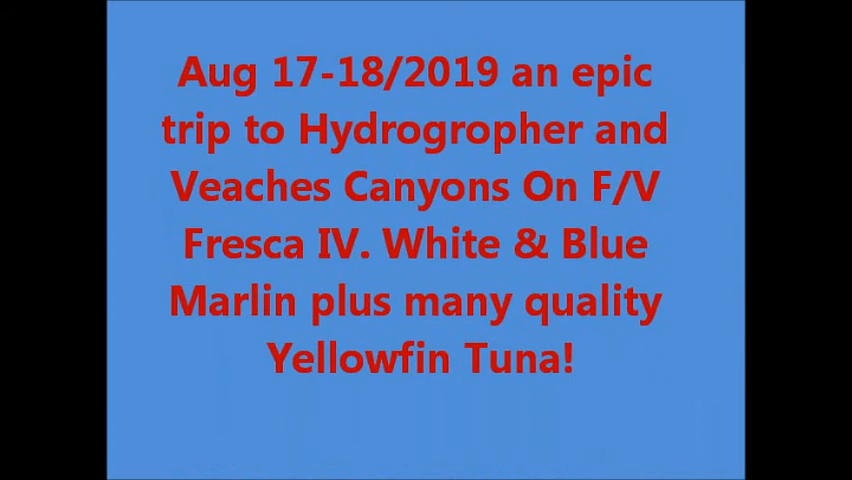 Aug 17-18/2019 an epic
trip to Hydrogropher and
Veaches Canyons On F/V
Fresca IV. White & Blue
Marlin plus many quality
Yellowfin Tuna!